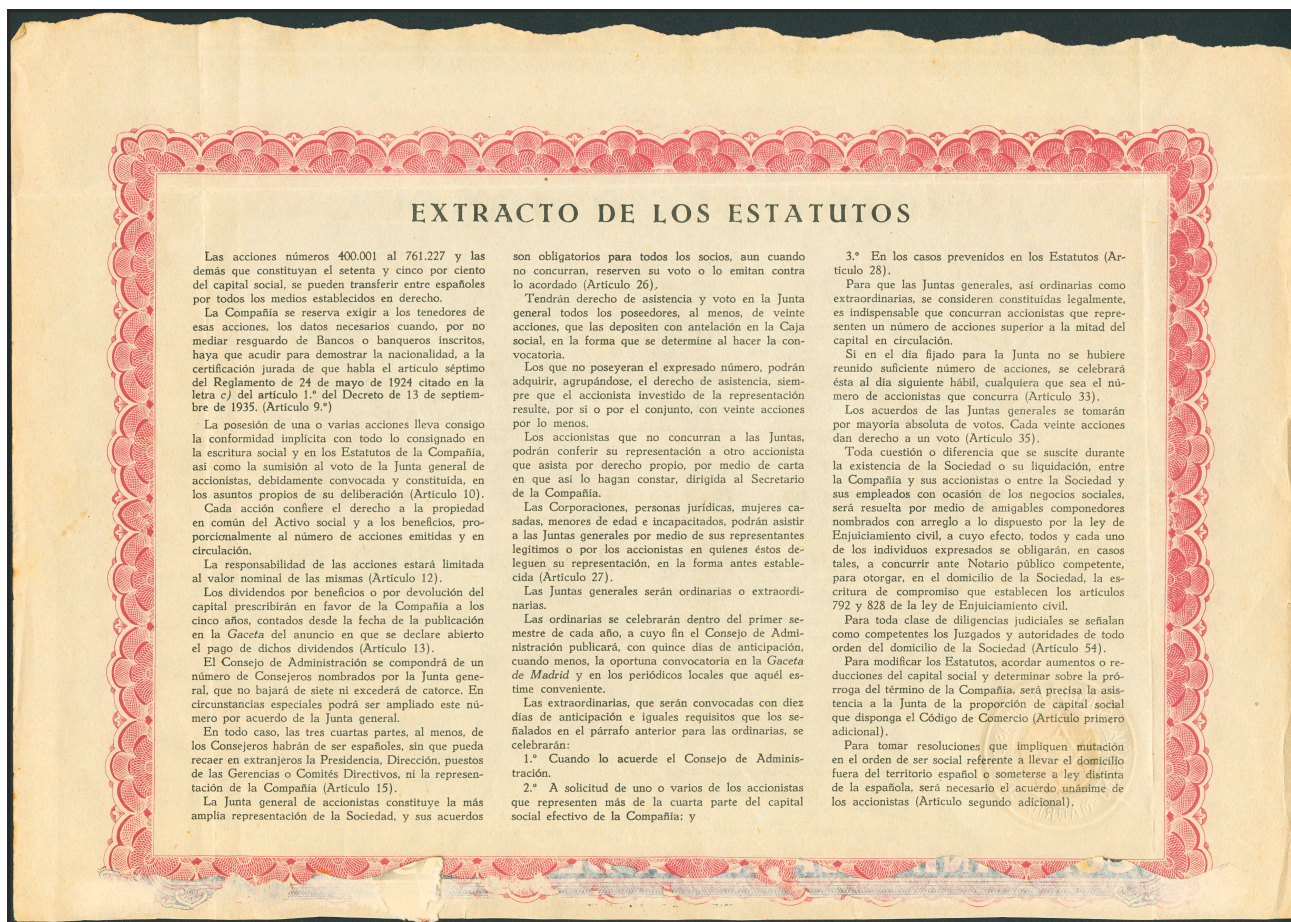 EXTRACTO DE LOS ESTATUTOS
Las acciones números 400.001 al 761.227 y las
demás que constituyan el setenta y cinco por ciento
del capital social, se pueden transferir entre españoles
por todos los medios establecidos en derecho.
La Compañía se reserva exigir a los tenedores de
esas acciones, los datos necesarios cuando, por no
mediar resguardo de Bancos o banqueros inscritos,
haya que acudir para demostrar la nacionalidad, a la
certificación jurada de que habla el artículo séptimo
del Reglamento de 24 de mayo de 1924 citado en la
letra c) del artículo 1.º del Decreto de 13 de septiem-
bre de 1935. (Artículo 9.º)
La posesión de una o varias acciones lleva consigo
la conformidad implícita con todo lo consignado en
la escritura social y en los Estatutos de la Compañía,
así como la sumisión al voto de la Junta general de
accionistas, debidamente convocada y constituída, en
los asuntos propios de su deliberación (Artículo 10).
Cada acción confiere el derecho a la propiedad
en común del Activo social y a los beneficios, pro-
porcionalmente al número de acciones emitidas y en
circulación.
La responsabilidad de las acciones estará limitada
al valor nominal de las mismas (Artículo 12).
Los dividendos por beneficios o por devolución del
capital prescribirán en favor de la Compañía a los
cinco años, contados desde la fecha de la publicación
en la Gaceta del anuncio en que se declare abierto
el pago de dichos dividendos (Artículo 13).
El Consejo de Administración se compondrá de un
número de Consejeros nombrados por la Junta gene-
ral, que no bajará de siete ni excederá de catorce. En
circunstancias especiales podrá ser ampliado este nú-
mero por acuerdo de la Junta general.
En todo caso, las tres cuartas partes, al menos, de
los Consejeros habrán de ser españoles, sin que pueda
recaer en extranjeros la Presidencia, Dirección, puestos
de las Gerencias o Comités Directivos, ni la represen-
tación de la Compañía (Artículo 15).
La Junta general de accionistas constituye la más
amplia representación de la Sociedad, y sus acuerdos
son obligatorios para todos los socios, aun cuando
no concurran, reserven su voto o lo emitan contra
lo acordado (Artículo 26),
Tendrán derecho de asistencia y voto en la Junta
general todos los poseedores, al menos, de veinte
acciones, que las depositen con antelación en la Caja
social, en la forma que se determine al hacer la con-
vocatoria.
Los que no poseyeran el expresado número, podrán
adquirir, agrupándose, el derecho de asistencia, siem-
pre que el accionista investido de la representación
resulte, por sí o por el conjunto, con veinte acciones
por lo menos.
Los accionistas que no concurran a las Juntas,
podrán conferir su representación a otro accionista
que asista por derecho propio, por medio de carta
en que así lo hagan constar, dirigida al Secretario
de la Compañía.
Las Corporaciones, personas jurídicas, mujeres ca-
sadas, menores de edad e incapacitados, podrán asistir
a las Juntas generales por medio de sus representantes
legítimos o por los accionistas en quienes éstos de-
leguen su representación, en la forma antes estable-
cida (Artículo 27).
Las Juntas generales serán ordinarias o extraordi-
narias.
Las ordinarias se celebrarán dentro del primer se-
mestre de cada año, a cuyo fin el Consejo de Admi-
nistración publicará, con quince días de anticipación,
cuando menos, la oportuna convocatoria en la Gaceta
de Madrid y en los periódicos locales que aquél es-
time conveniente.
Las extraordinarias, que serán convocadas con diez
días de anticipación e iguales requisitos que los se-
ñalados en el párrafo anterior para las ordinarias, se
celebrarán:
1.º Cuando lo acuerde el Consejo de Adminis-
tración.
2.º A solicitud de uno o varios de los accionistas
que representen más de la cuarta parte del capital
social efectivo de la Compañía; y
3.º En los casos prevenidos en los Estatutos (Ar-
tículo 28).
Para que las Juntas generales, así ordinarias como
extraordinarias, se consideren constituídas legalmente,
es indispensable que concurran accionistas que repre-
senten un número de acciones superior a la mitad del
capital en circulación.
Si en el día fijado para la Junta no se hubiere
reunido suficiente número de acciones, se celebrará
ésta al día siguiente hábil, cualquiera que sea el nú-
mero de accionistas que concurra (Artículo 33).
Los acuerdos de las Juntas generales se tomarán
por mayoría absoluta de votos. Cada veinte acciones
dan derecho a un voto (Artículo 35).
Toda cuestión o diferencia que se suscite durante
la existencia de la Sociedad o su liquidación, entre
la Compañía y sus accionistas o entre la Sociedad y
sus empleados con ocasión de los negocios sociales,
será resuelta por medio de amigables componedores
nombrados con arreglo a lo dispuesto por la ley de
Enjuiciamiento civil, a cuyo efecto, todos y cada uno
de los individuos expresados se obligarán, en casos
tales, a concurrir ante Notario público competente,
para otorgar, en el domicilio de la Sociedad, la es-
critura de compromiso que establecen los artículos
792 y 828 de la ley de Enjuiciamiento civil.
Para toda clase de diligencias judiciales se señalan
como competentes los Juzgados y autoridades de todo
orden del domicilio de la Sociedad (Artículo 54).
Para modificar los Estatutos, acordar aumentos o re-
ducciones del capital social y determinar sobre la pró-
rroga del término de la Compañía, será precisa la asis-
tencia a la Junta de la proporción de capital social
que disponga el Código de Comercio (Artículo primero
adicional).
Para tomar resoluciones que impliquen mutación
en el orden de ser social referente a llevar el domicilio
fuera del territorio español o someterse a ley distinta
de la española, será necesario el acuerdo unánime de
los accionistas (Artículo segundo adicional).